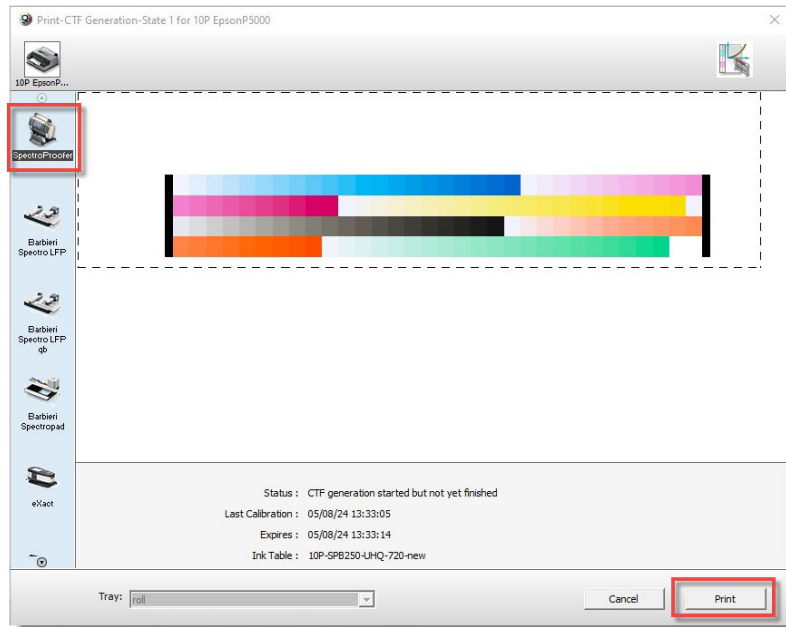 Print-CTF Generation-State 1 for 10P EpsonP5000
10P EpsonP...
SpectroProofer
Barbieri
Spectro LFP
Barbieri
Spectro LFP
qb
Barbieri
Spectropad
eXact
Status : CTF generation started but not yet finished
Last Calibration : 05/08/24 13:33:05
Expires : 05/08/24 13:33:14
Ink Table : 10P-SPB250-UHQ-720-new
Tray: roll
Cancel
Print